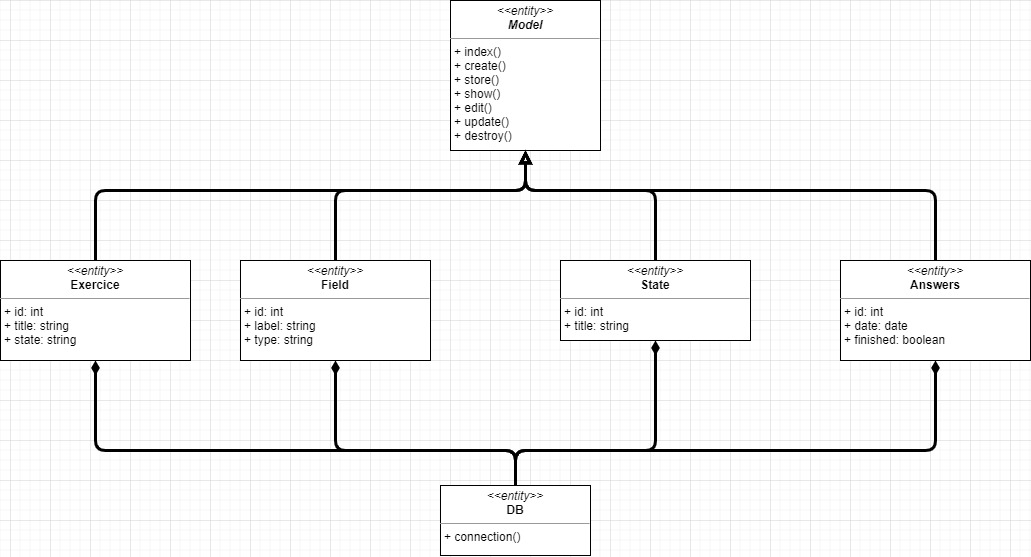 <<entity>>
Model
+ index()
+ create()
+ store()
+ show()
+ edit()
+ update()
+ destroy()
<<entity>>
Exercice
+ id: int
+ title: string
+ state: string
<<entity>>
Field
+ id: int
+ label: string
+ type: string
<<entity>>
State
+ id: int
+ title: string
<<entity>>
Answers
+ id: int
+ date: date
+ finished: boolean
<<entity>>
DB
+ connection()